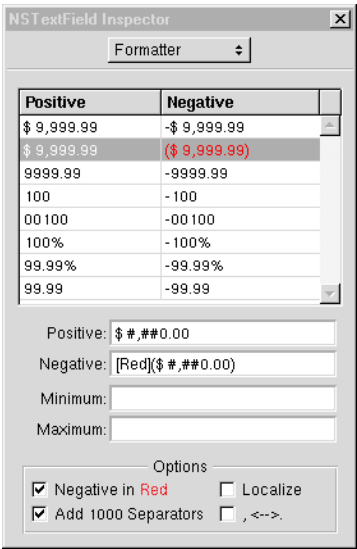 NSTextField Inspector
Formatter
Positive Negative
$ 9,999.99 -$ 9,999.99
$ 9,999.99 ($ 9,999.99)
9999.99 -9999.99
100 -100
00100 -00100
100% -100%
99.99% -99.99%
99.99 -99.99
Positive: $ #,##0.00
Negative: [Red]($ #,##0.00)
Minimum:
Maximum:
Options
Negative in Red Localize
Add 1000 Separators , <-->.